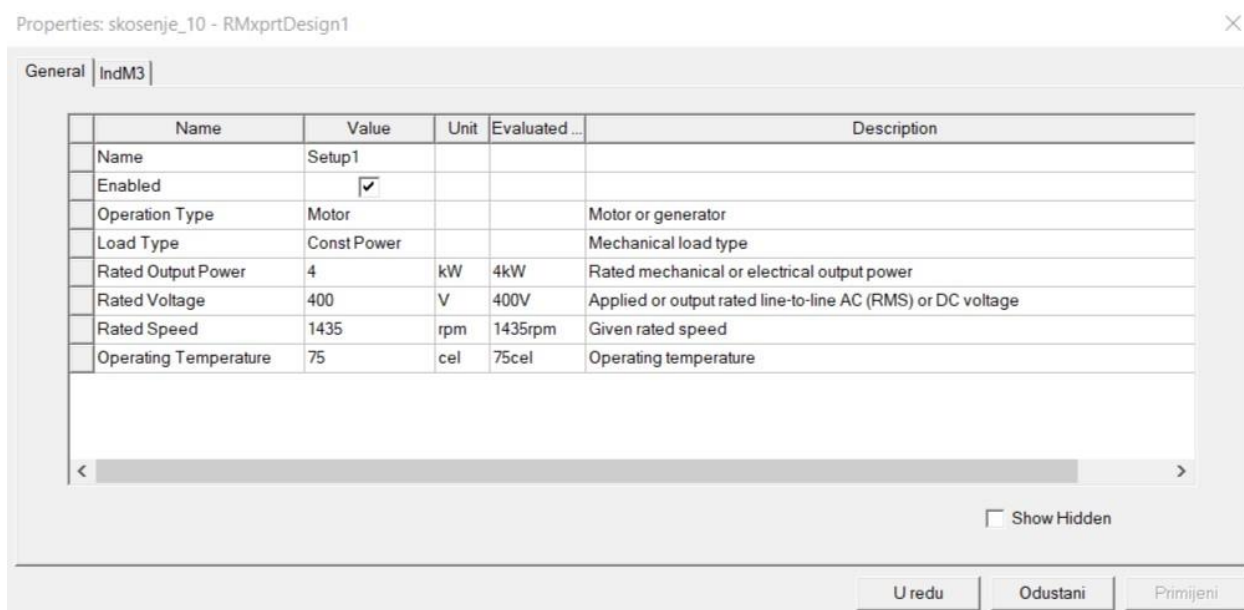 Properties: skosenje_10 - RMxprtDesign1
General IndM3
Name Value Unit Evaluated ... Description
Name Setup1
Enabled
Operation Type Motor Motor or generator
Load Type Const Power Mechanical load type
Rated Output Power 4 kW 4kW Rated mechanical or electrical output power
Rated Voltage 400 V 400V Applied or output rated line-to-line AC (RMS) or DC voltage
Rated Speed 1435 rpm 1435rpm Given rated speed
Operating Temperature 75 cel 75cel Operating temperature
Show Hidden
U redu Odustani Primijeni